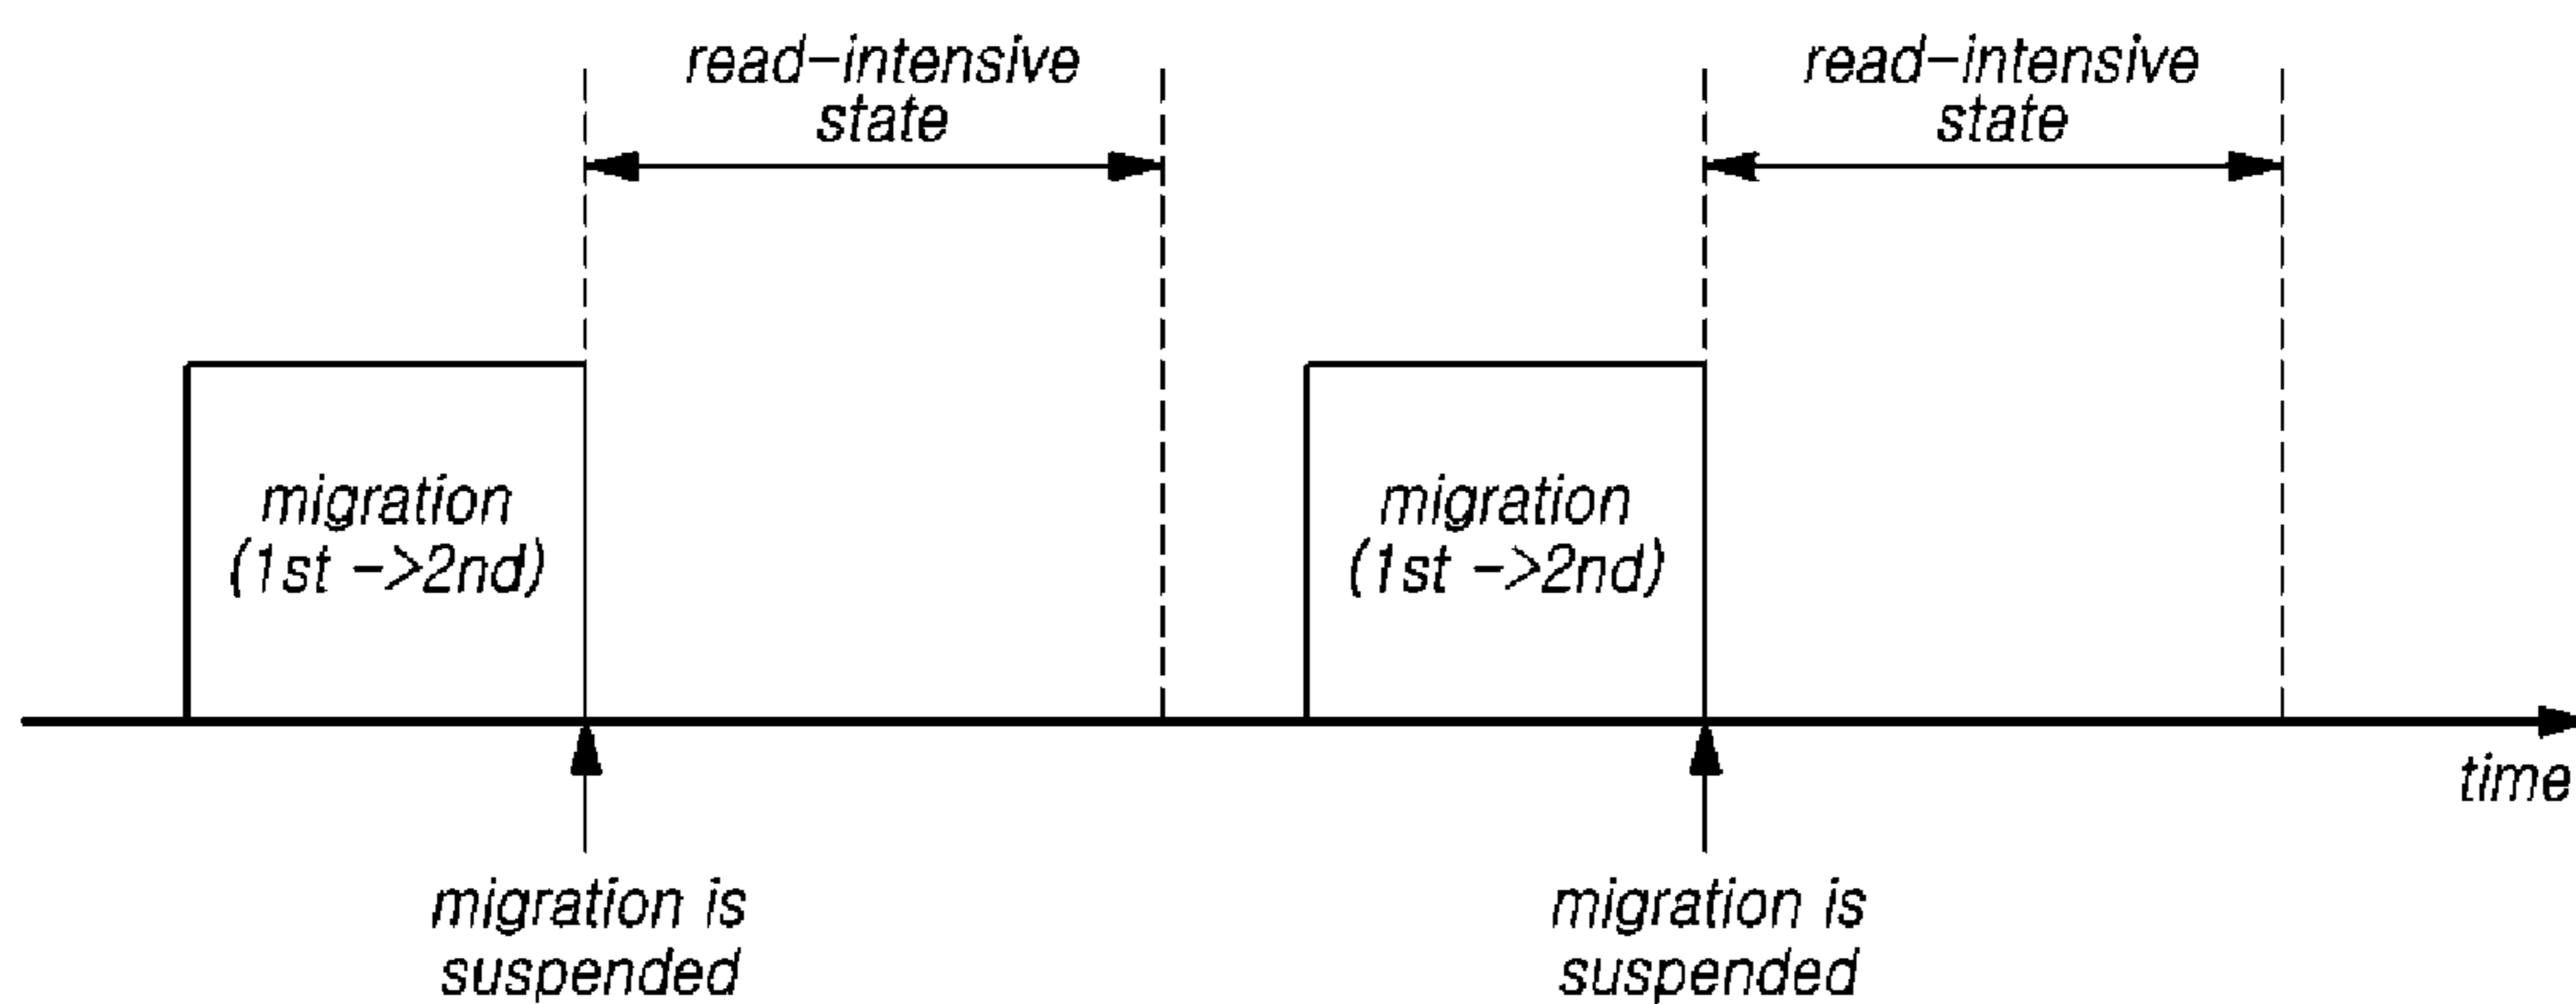 read-intensive
state
read-intensive
state
migration
(1st ->2nd)
migration
(1st ->2nd)
time
migration is
suspended
migration is
suspended